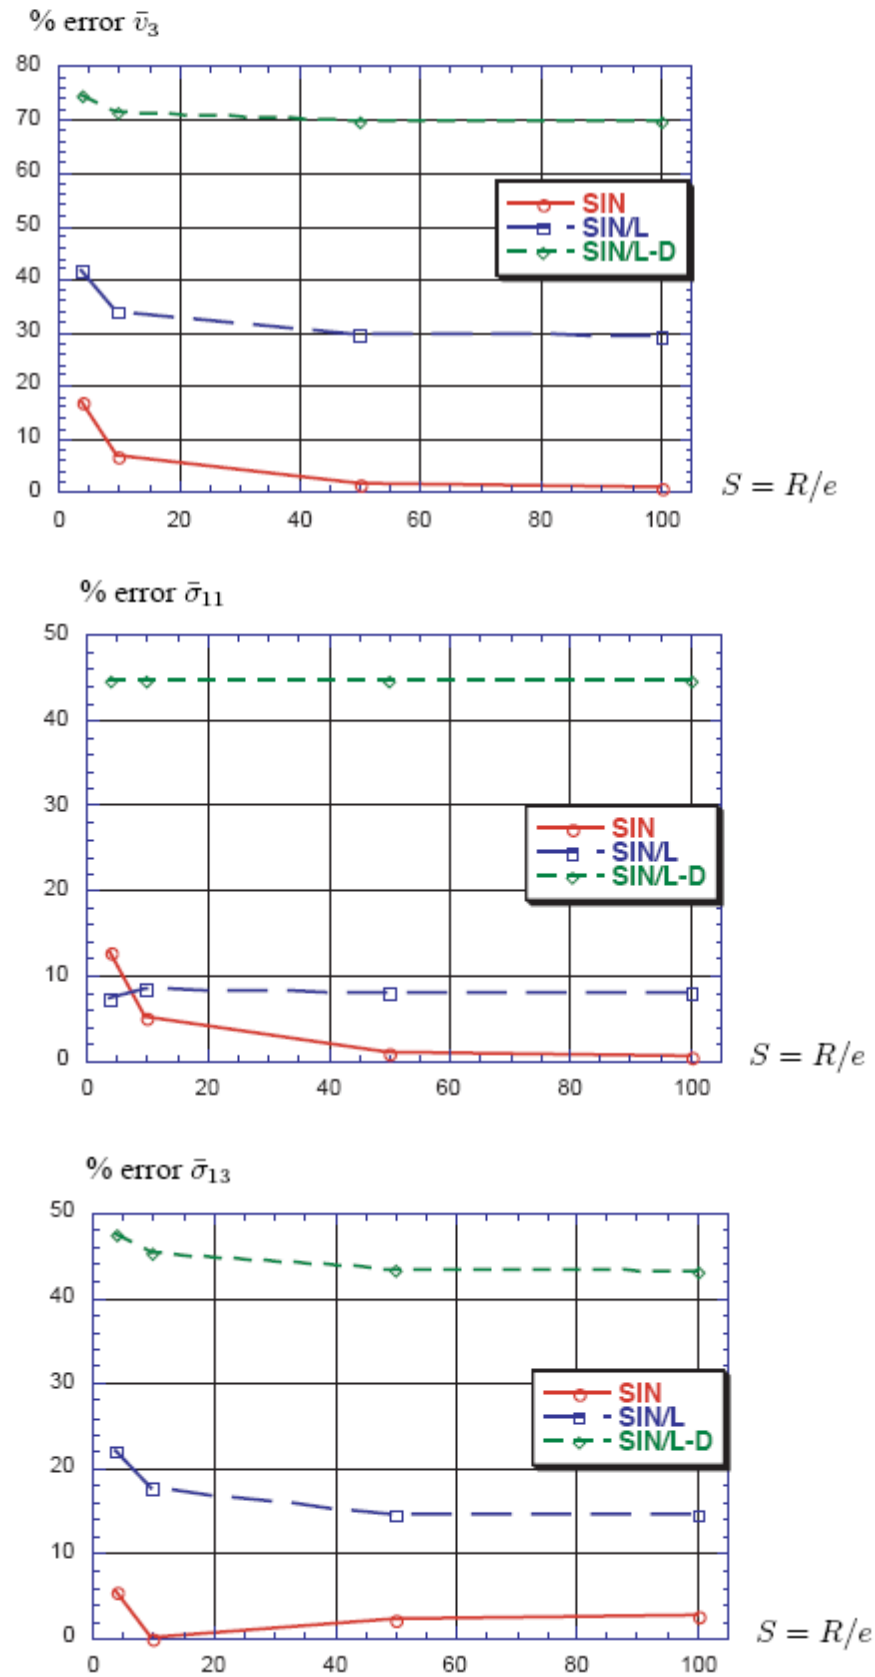 % error v̄₃
80
70
60
50
40
30
20
10
0
SIN
SIN/L
SIN/L-D
0 20 40 60 80 100
S = R/e
% error σ̄₁₁
50
40
30
20
10
0
SIN
SIN/L
SIN/L-D
0 20 40 60 80 100
S = R/e
% error σ̄₁₃
50
40
30
20
10
0
SIN
SIN/L
SIN/L-D
0 20 40 60 80 100
S = R/e